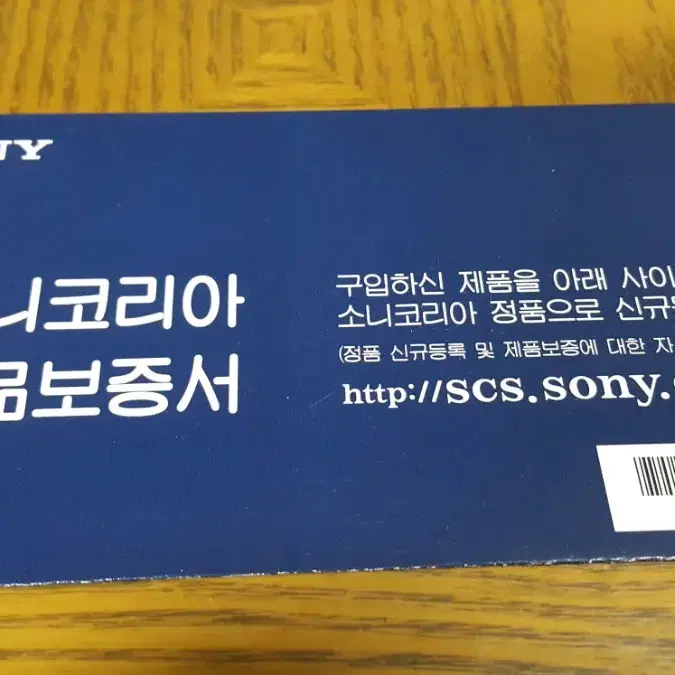 NY
니코리아
품보증서
구입하신 제품을 아래 사이
소니코리아 정품으로 신규등
(정품 신규등록 및 제품보증에 대한 자
http://scs.sony.